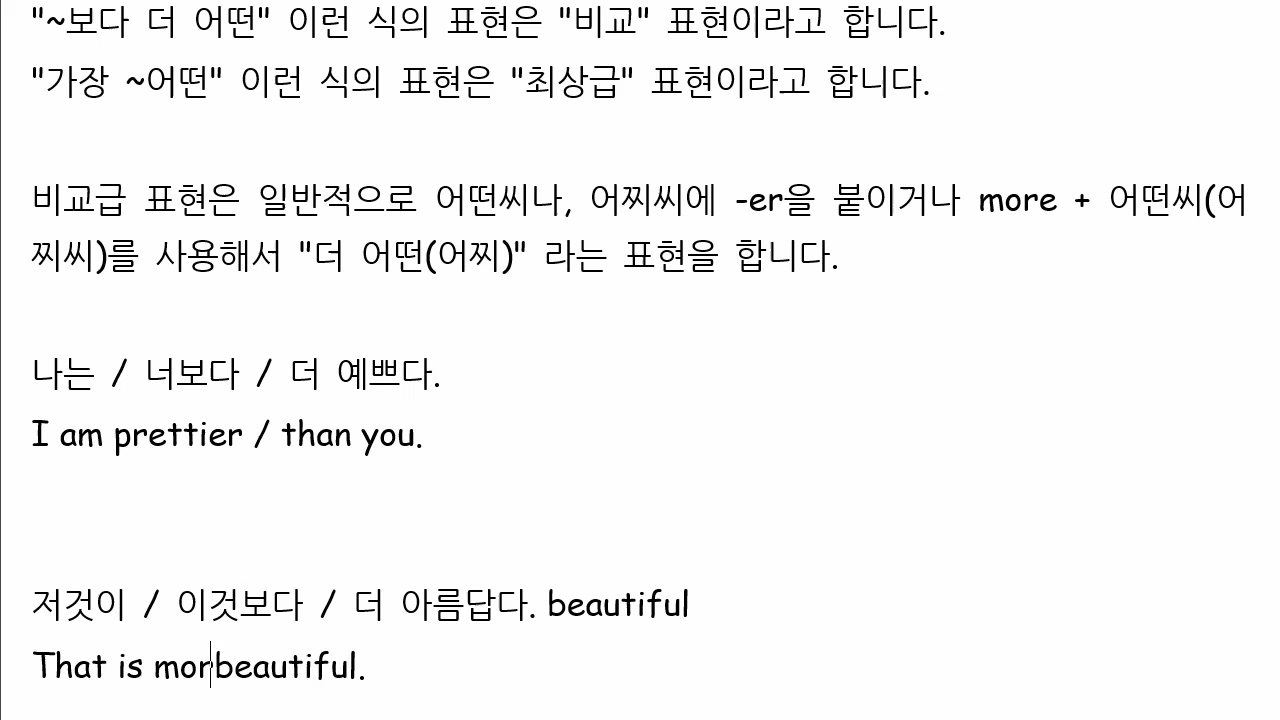 "~보다 더 어떤" 이런 식의 표현은 "비교" 표현이라고 합니다.
"가장 ~어떤" 이런 식의 표현은 "최상급" 표현이라고 합니다.
비교급 표현은 일반적으로 어떤씨나, 어찌씨에 -er을 붙이거나 more + 어떤씨(어
찌씨)를 사용해서 "더 어떤(어찌)" 라는 표현을 합니다.
나는 / 너보다 / 더 예쁘다.
I am prettier / than you.
저것이 / 이것보다 / 더 아름답다. beautiful
That is morbeautiful.